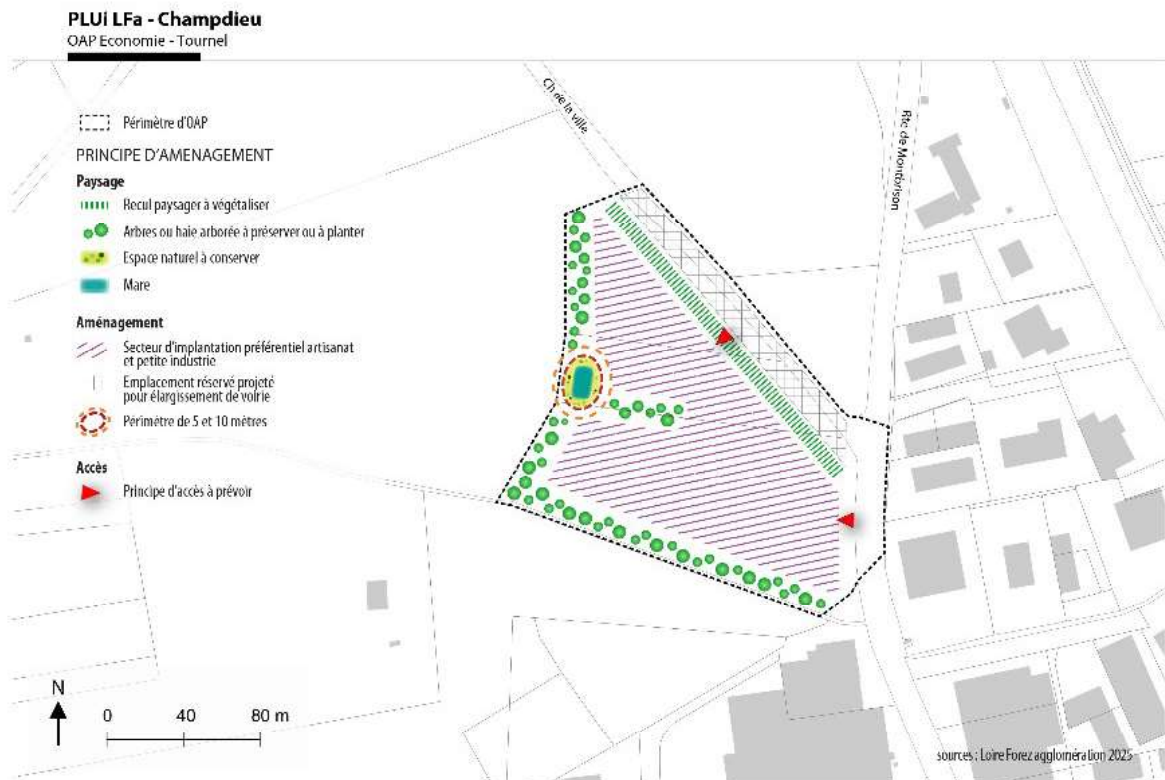 PLUi LFa - Champdieu
OAP Economie - Tournel
Ch de la ville
Rte de Montbrison
Périmètre d'OAP
PRINCIPE D'AMENAGEMENT
Paysage
Recul paysager à végétaliser
Arbres ou haie arborée à préserver ou à planter
Espace naturel à conserver
Mare
Aménagement
Secteur d'implantation préférentiel artisanat
et petite industrie
Emplacement réservé projeté
pour élargissement de voirie
Périmètre de 5 et 10 mètres
Accès
Principe d'accès à prévoir
N
0 40 80 m
sources : Loire Forez agglomération 2025